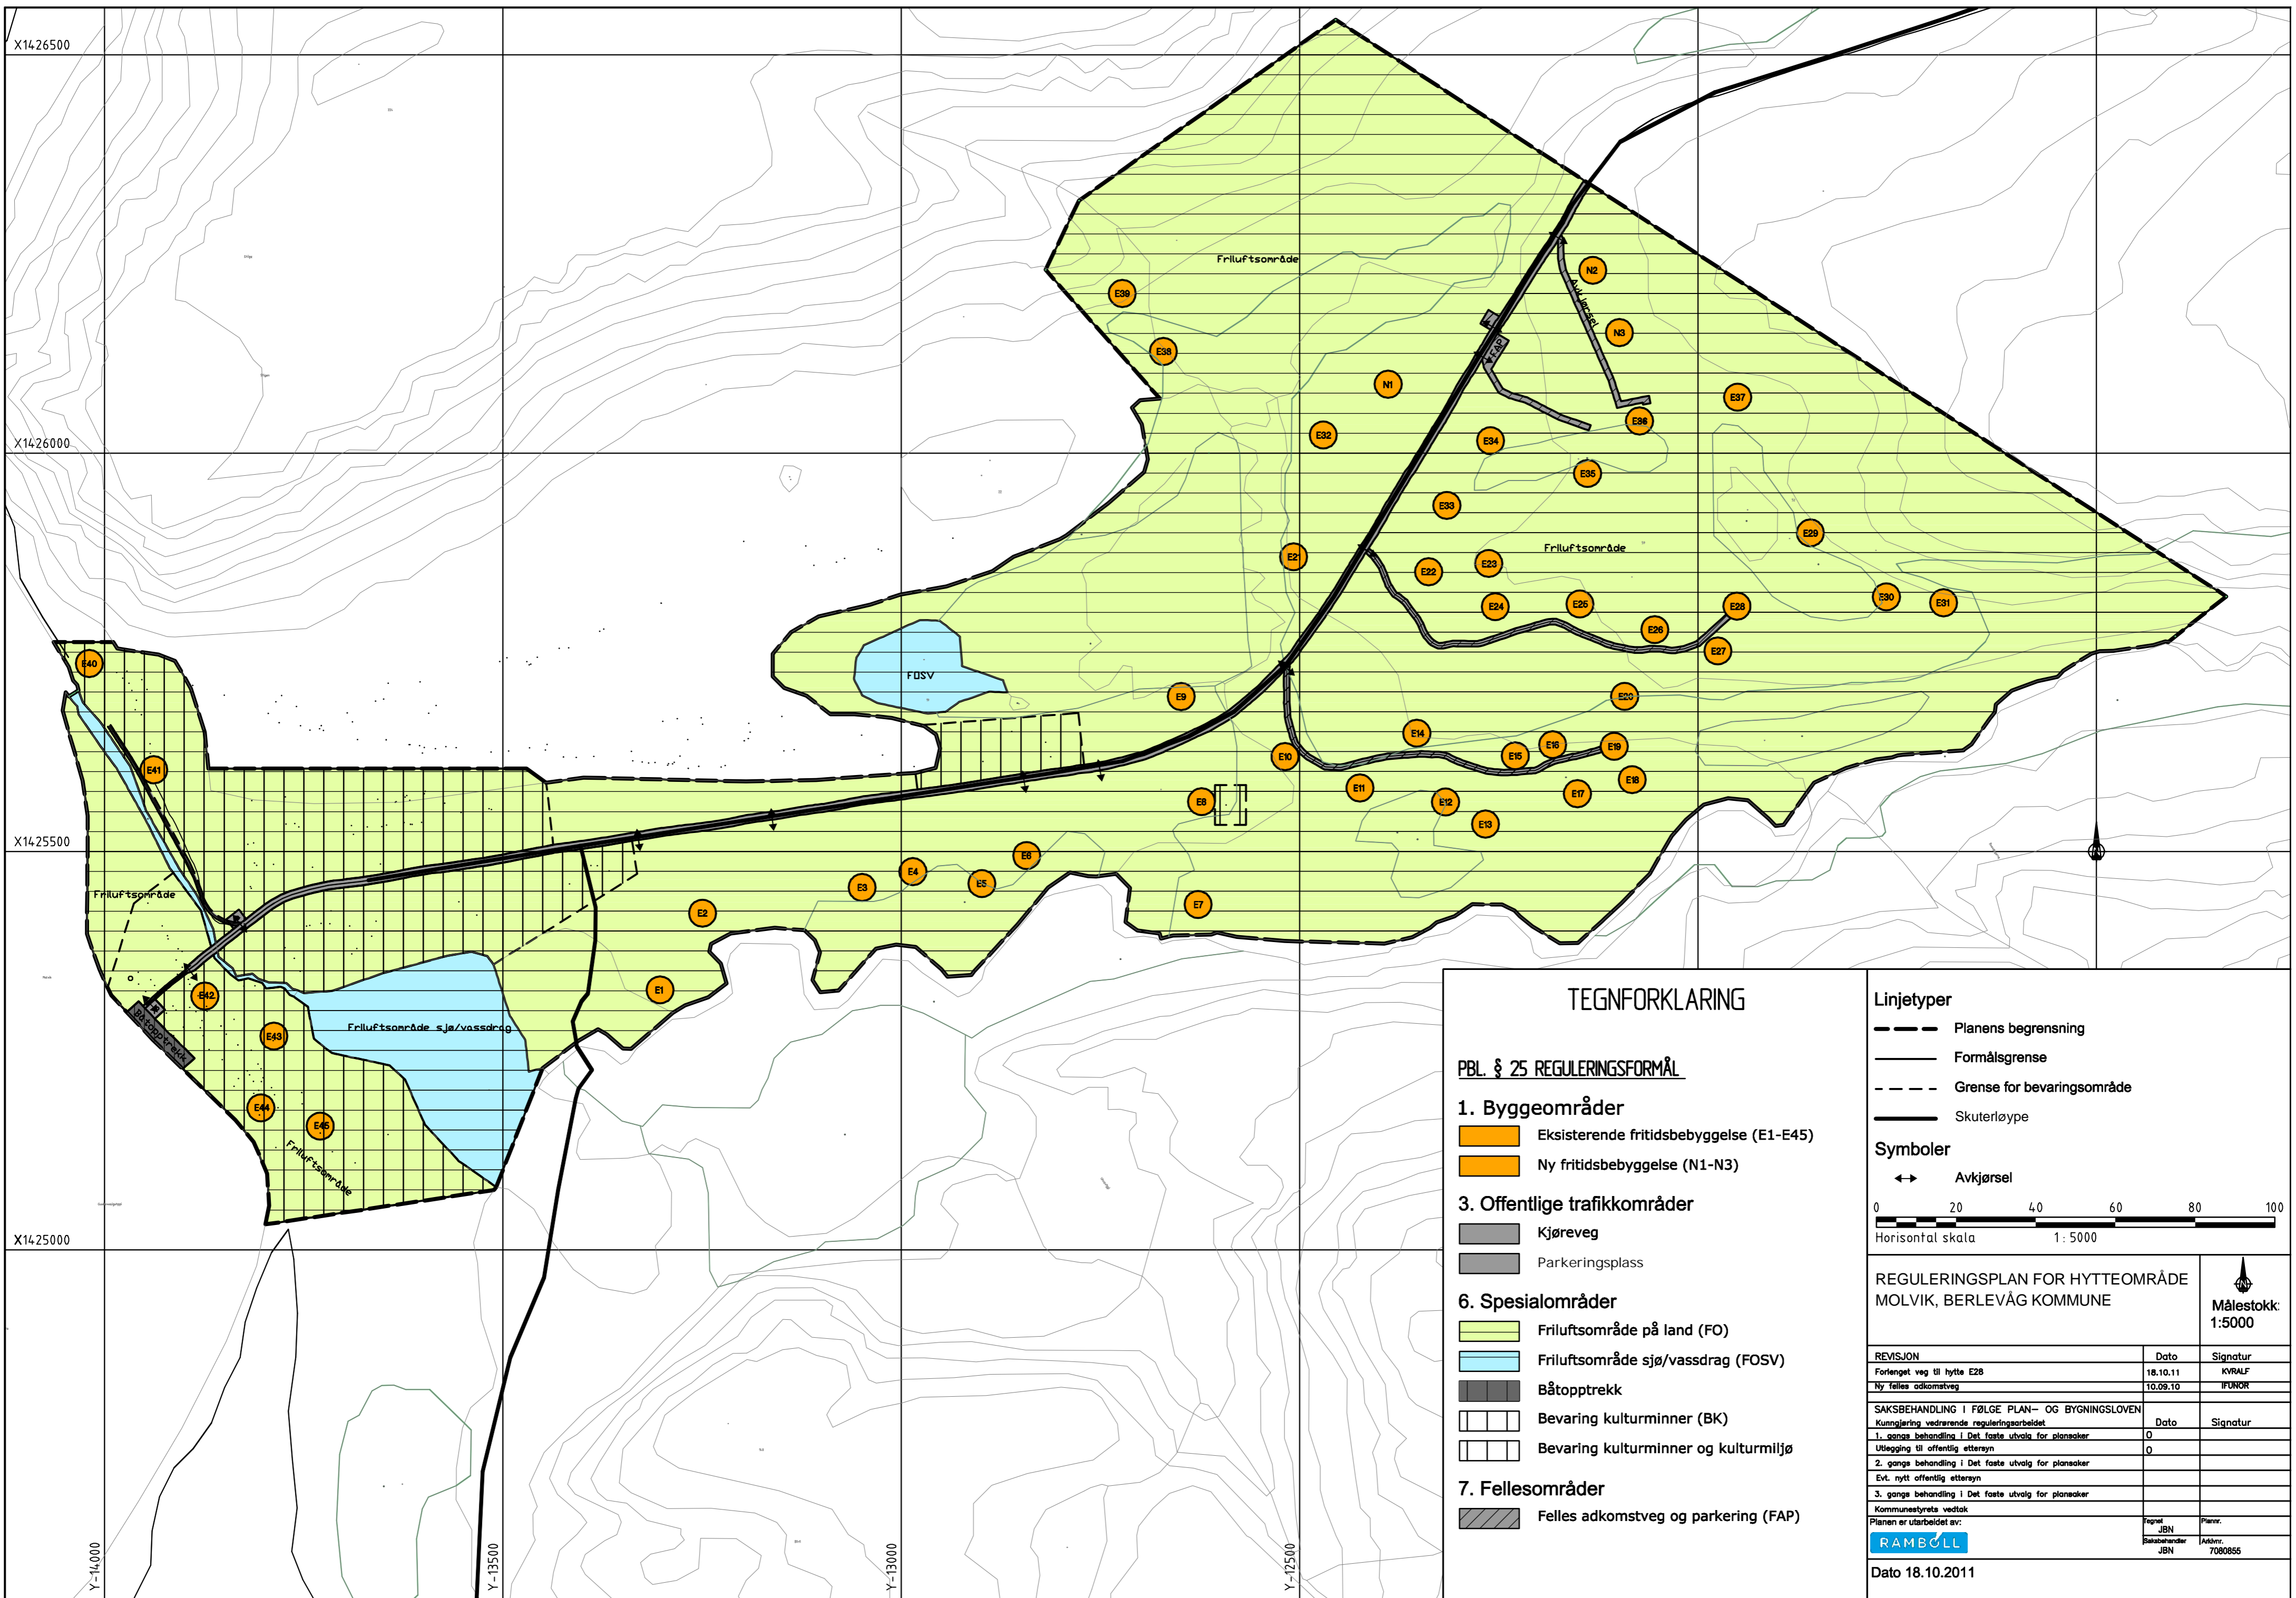 X1426500
X1426000
X1425500
X1425000
Y-14000
Y-13500
Y-13000
Y-12500
Friluftsområde
E39
E38
N2
Avkjørsel
N3
FAP
N1
E37
E36
E32
E34
E35
E33
E29
Friluftsområde
E21
E22
E23
E24
E25
E30
E31
E28
E26
E27
E40
FOSV
E9
E20
E14
E16
E19
E15
E10
E18
E41
E11
E17
E8
E12
E13
E6
E4
E5
E3
Friluftsområde
E7
E2
E1
E42
P
P
Båtopptrekk
E43
Friluftsområde sjø/vassdrag
E44
E45
Friluftsområde
TEGNFORKLARING
PBL. § 25 REGULERINGSFORMÅL
1. Byggeområder
Eksisterende fritidsbebyggelse (E1-E45)
Ny fritidsbebyggelse (N1-N3)
3. Offentlige trafikkområder
Kjøreveg
Parkeringsplass
6. Spesialområder
Friluftsområde på land (FO)
Friluftsområde sjø/vassdrag (FOSV)
Båtopptrekk
Bevaring kulturminner (BK)
Bevaring kulturminner og kulturmiljø
7. Fellesområder
Felles adkomstveg og parkering (FAP)
Linjetyper
Planens begrensning
Formålsgrense
Grense for bevaringsområde
Skuterløype
Symboler
Avkjørsel
0 20 40 60 80 100
Horisontal skala 1:5000
REGULERINGSPLAN FOR HYTTEOMRÅDE
MOLVIK, BERLEVÅG KOMMUNE
N
Målestokk:
1:5000
REVISJON Dato Signatur
Forlenget veg til hytte E28 18.10.11 KVRALF
Ny felles adkomstveg 10.09.10 IFUNOR
SAKSBEHANDLING I FØLGE PLAN- OG BYGNINGSLOVEN
Kunngjøring vedrørende reguleringsarbeidet Dato Signatur
1. gangs behandling i Det faste utvalg for plansaker 0
Utlegging til offentlig ettersyn 0
2. gangs behandling i Det faste utvalg for plansaker
Evt. nytt offentlig ettersyn
3. gangs behandling i Det faste utvalg for plansaker
Kommunestyrets vedtak
Planen er utarbeidet av: Tegnet Plannr.
JBN
RAMBØLL
Saksbehandler Arkivnr.
JBN 7080855
Dato 18.10.2011